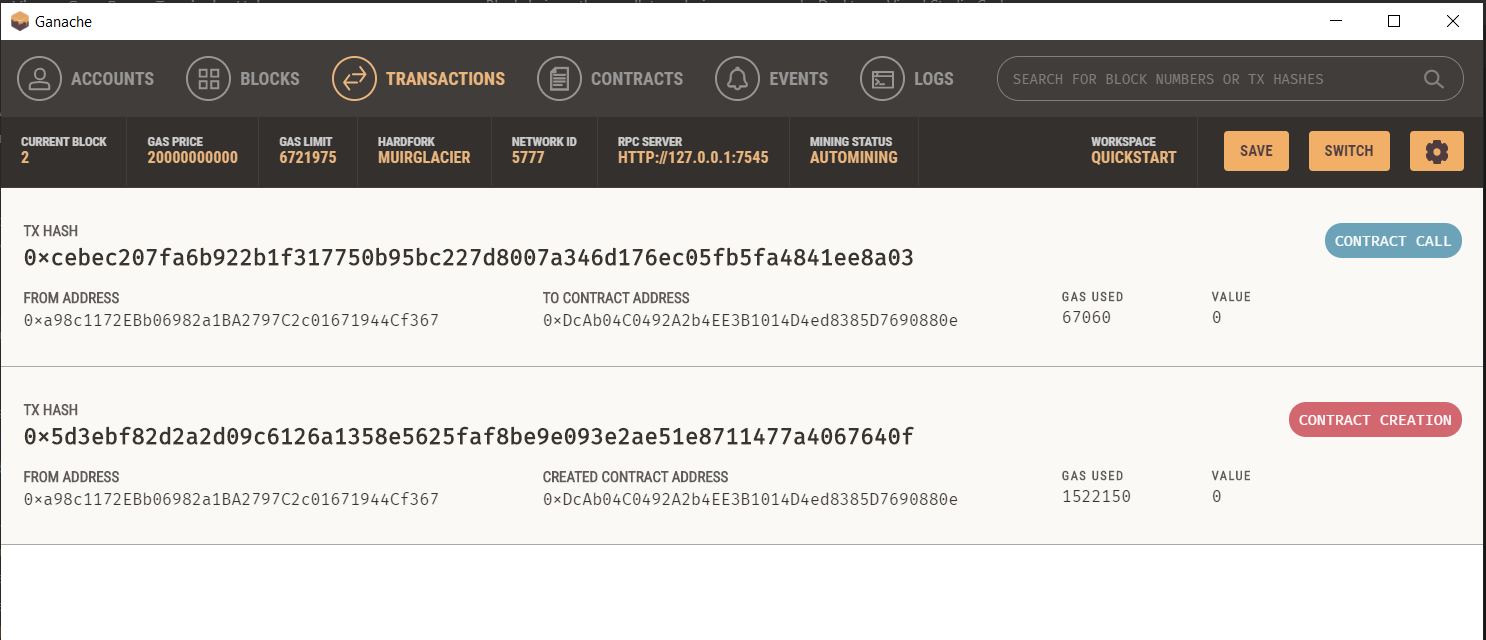 Ganache
ACCOUNTS BLOCKS TRANSACTIONS CONTRACTS EVENTS LOGS SEARCH FOR BLOCK NUMBERS OR TX HASHES
CURRENT BLOCK GAS PRICE GAS LIMIT HARDFORK NETWORK ID RPC SERVER MINING STATUS WORKSPACE
2 20000000000 6721975 MUIRGLACIER 5777 HTTP://127.0.0.1:7545 AUTOMINING QUICKSTART SAVE SWITCH
TX HASH
0×cebec207fa6b922b1f317750b95bc227d8007a346d176ec05fb5fa4841ee8a03 CONTRACT CALL
FROM ADDRESS TO CONTRACT ADDRESS GAS USED VALUE
0×a98c1172EBb06982a1BA2797C2c01671944Cf367 0×DcAb04C0492A2b4EE3B1014D4ed8385D7690880e 67060 0
TX HASH
0×5d3ebf82d2a2d09c6126a1358e5625faf8be9e093e2ae51e8711477a4067640f CONTRACT CREATION
FROM ADDRESS CREATED CONTRACT ADDRESS GAS USED VALUE
0×a98c1172EBb06982a1BA2797C2c01671944Cf367 0×DcAb04C0492A2b4EE3B1014D4ed8385D7690880e 1522150 0